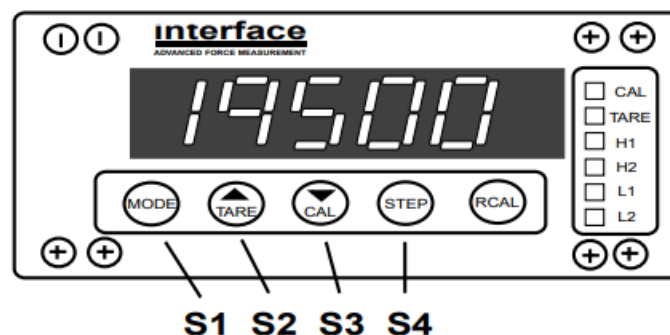 interface
ADVANCED FORCE MEASUREMENT
19500
CAL
TARE
H1
H2
L1
L2
MODE TARE CAL STEP RCAL
S1 S2 S3 S4